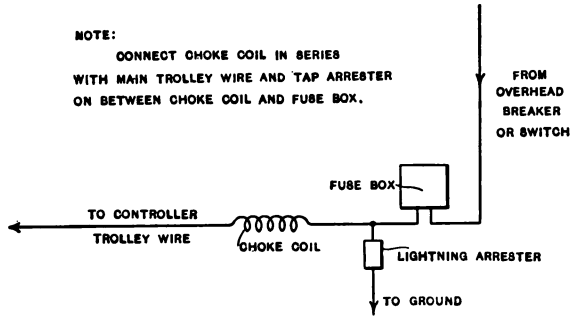 NOTE:
CONNECT CHOKE COIL IN SERIES
WITH MAIN TROLLEY WIRE AND TAP ARRESTER
ON BETWEEN CHOKE COIL AND FUSE BOX.
FROM
OVERHEAD
BREAKER
OR SWITCH
FUSE BOX
TO CONTROLLER
TROLLEY WIRE
CHOKE COIL
LIGHTNING ARRESTER
TO GROUND